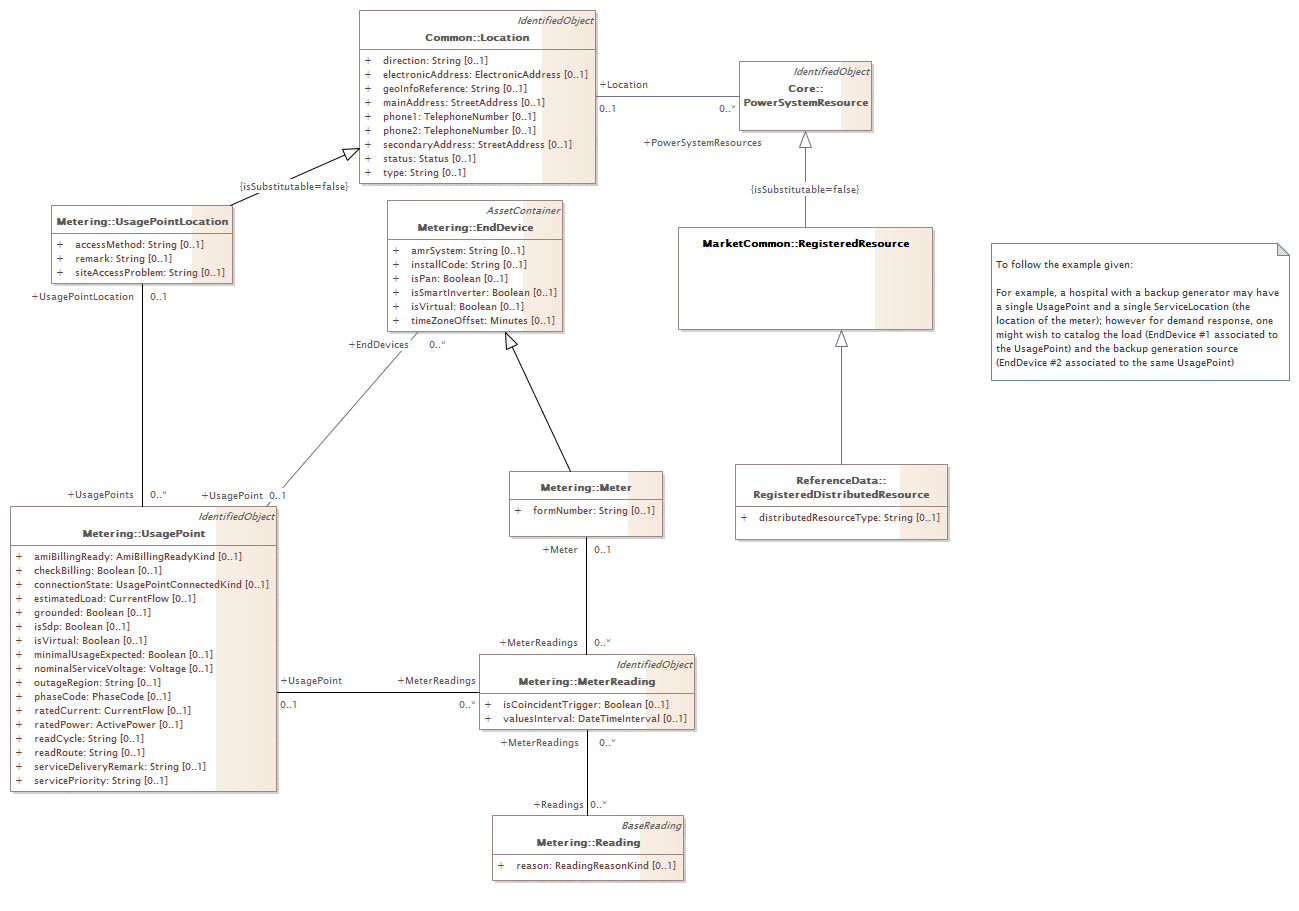 IdentifiedObject
Common::Location
+ direction: String [0..1]
+ electronicAddress: ElectronicAddress [0..1]
+ geoInfoReference: String [0..1]
+ mainAddress: StreetAddress [0..1]
+ phone1: TelephoneNumber [0..1]
+ phone2: TelephoneNumber [0..1]
+ secondaryAddress: StreetAddress [0..1]
+ status: Status [0..1]
+ type: String [0..1]
+Location
0..1
0..*
+PowerSystemResources
IdentifiedObject
Core::
PowerSystemResource
{isSubstitutable=false}
{isSubstitutable=false}
Metering::UsagePointLocation
+ accessMethod: String [0..1]
+ remark: String [0..1]
+ siteAccessProblem: String [0..1]
+UsagePointLocation 0..1
AssetContainer
Metering::EndDevice
+ amrSystem: String [0..1]
+ installCode: String [0..1]
+ isPan: Boolean [0..1]
+ isSmartInverter: Boolean [0..1]
+ isVirtual: Boolean [0..1]
+ timeZoneOffset: Minutes [0..1]
+EndDevices 0..*
MarketCommon::RegisteredResource
To follow the example given:
For example, a hospital with a backup generator may have
a single UsagePoint and a single ServiceLocation (the
location of the meter); however for demand response, one
might wish to catalog the load (EndDevice #1 associated to
the UsagePoint) and the backup generation source
(EndDevice #2 associated to the same UsagePoint)
ReferenceData::
RegisteredDistributedResource
+ distributedResourceType: String [0..1]
Metering::Meter
+ formNumber: String [0..1]
+Meter 0..1
+UsagePoints 0..*
+UsagePoint 0..1
IdentifiedObject
Metering::UsagePoint
+ amiBillingReady: AmiBillingReadyKind [0..1]
+ checkBilling: Boolean [0..1]
+ connectionState: UsagePointConnectedKind [0..1]
+ estimatedLoad: CurrentFlow [0..1]
+ grounded: Boolean [0..1]
+ isSdp: Boolean [0..1]
+ isVirtual: Boolean [0..1]
+ minimalUsageExpected: Boolean [0..1]
+ nominalServiceVoltage: Voltage [0..1]
+ outageRegion: String [0..1]
+ phaseCode: PhaseCode [0..1]
+ ratedCurrent: CurrentFlow [0..1]
+ ratedPower: ActivePower [0..1]
+ readCycle: String [0..1]
+ readRoute: String [0..1]
+ serviceDeliveryRemark: String [0..1]
+ servicePriority: String [0..1]
+UsagePoint
0..1
+MeterReadings
0..*
+MeterReadings 0..*
IdentifiedObject
Metering::MeterReading
+ isCoincidentTrigger: Boolean [0..1]
+ valuesInterval: DateTimeInterval [0..1]
+MeterReadings 0..*
+Readings 0..*
BaseReading
Metering::Reading
+ reason: ReadingReasonKind [0..1]